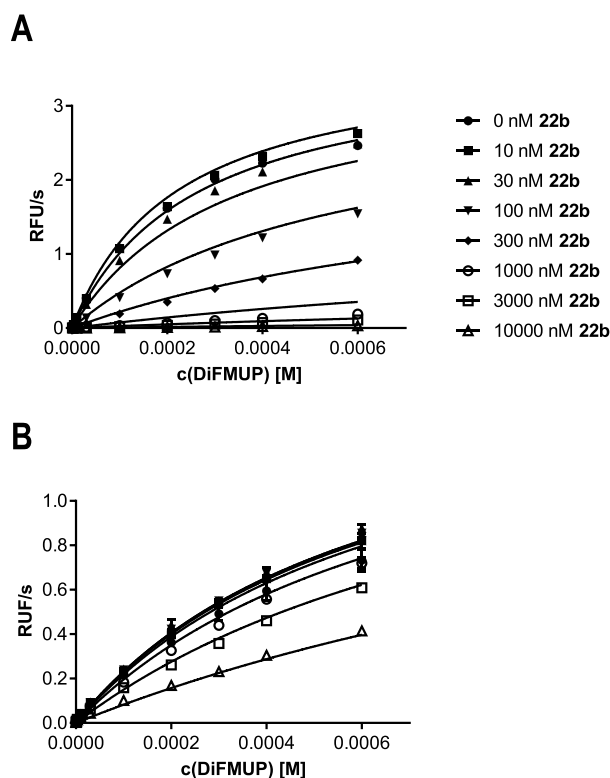 A
3
2
1
0
RFU/s
0.0000 0.0002 0.0004 0.0006
c(DiFMUP) [M]
0 nM 22b
10 nM 22b
30 nM 22b
100 nM 22b
300 nM 22b
1000 nM 22b
3000 nM 22b
10000 nM 22b
B
1.0
0.8
0.6
0.4
0.2
0.0
RUF/s
0.0000 0.0002 0.0004 0.0006
c(DiFMUP) [M]